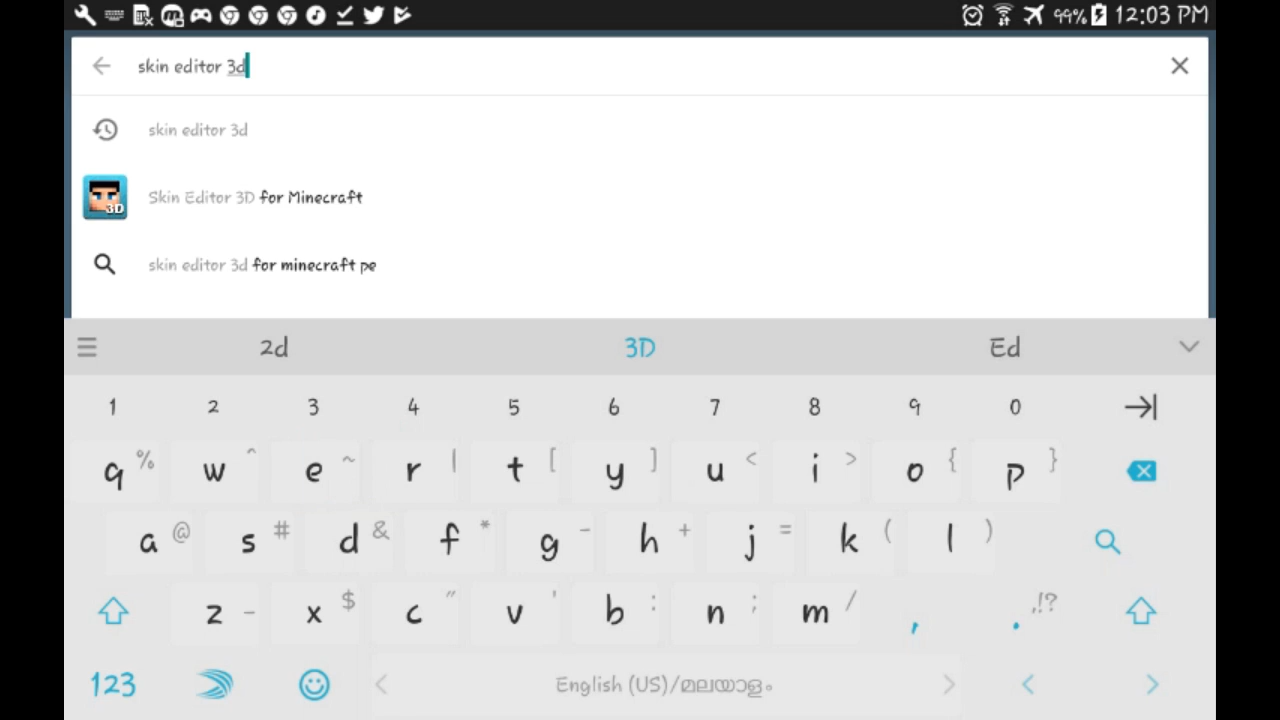 99% 12:03 PM
skin editor 3d
skin editor 3d
3D
Skin Editor 3D for Minecraft
skin editor 3d for minecraft pe
2d 3D Ed
1 2 3 4 5 6 7 8 9 0
q % w ^ e ~ r | t [ y ] u < i > o { p }
a @ s # d & f * g - h + j = k ( l )
z _ x $ c " v ' b : n ; m / , . ,!?
123 < English (US)/മലയാളം > < >